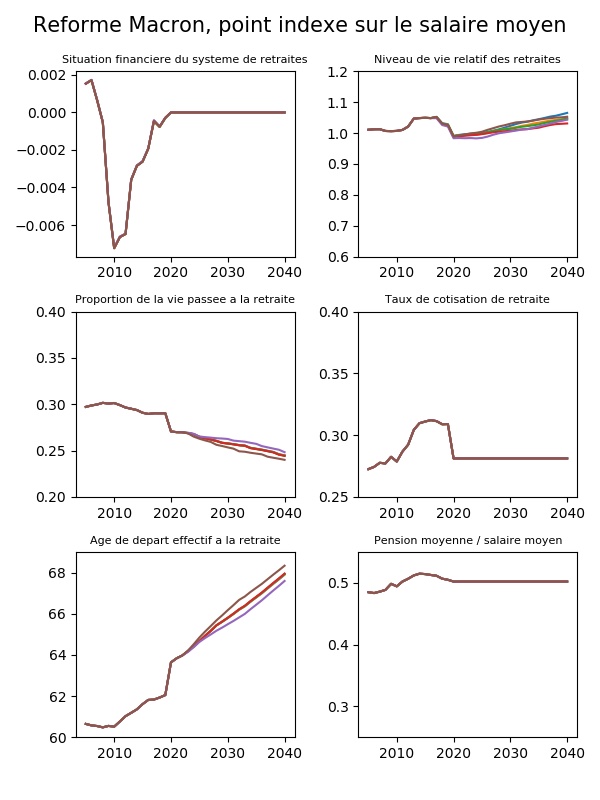 Reforme Macron, point indexe sur le salaire moyen
Situation financiere du systeme de retraites
Niveau de vie relatif des retraites
0.002
0.000
−0.002
−0.004
−0.006
2010 2020 2030 2040
1.2
1.1
1.0
0.9
0.8
0.7
0.6
2010 2020 2030 2040
Proportion de la vie passee a la retraite
Taux de cotisation de retraite
0.40
0.35
0.30
0.25
0.20
2010 2020 2030 2040
0.40
0.35
0.30
0.25
2010 2020 2030 2040
Age de depart effectif a la retraite
Pension moyenne / salaire moyen
68
66
64
62
60
2010 2020 2030 2040
0.5
0.4
0.3
2010 2020 2030 2040